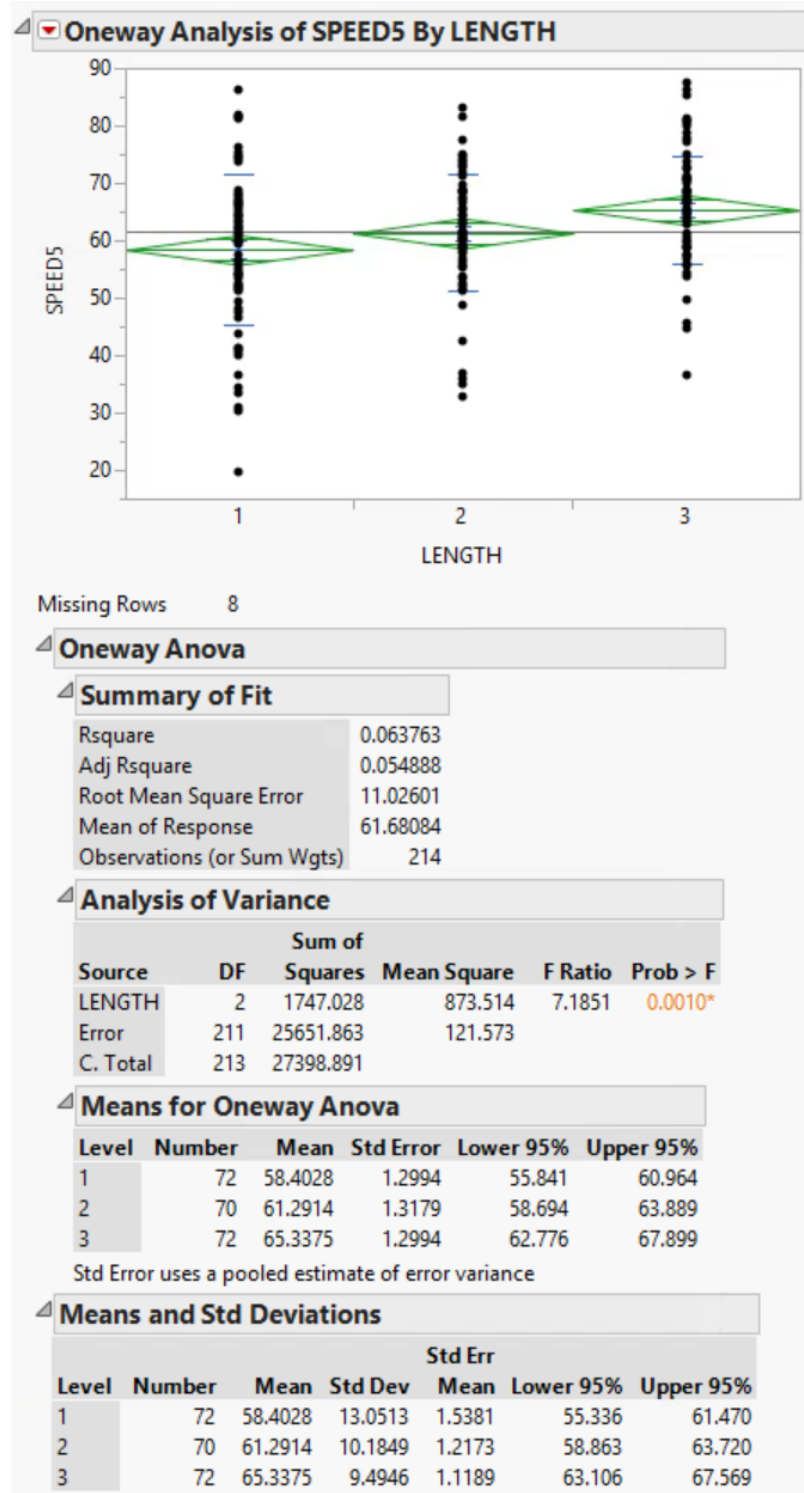 Oneway Analysis of SPEED5 By LENGTH
90
80
70
60
50
40
30
20
SPEED5
1 2 3
LENGTH
Missing Rows 8
Oneway Anova
Summary of Fit
Rsquare 0.063763
Adj Rsquare 0.054888
Root Mean Square Error 11.02601
Mean of Response 61.68084
Observations (or Sum Wgts) 214
Analysis of Variance
Sum of
Source DF Squares Mean Square F Ratio Prob > F
LENGTH 2 1747.028 873.514 7.1851 0.0010*
Error 211 25651.863 121.573
C. Total 213 27398.891
Means for Oneway Anova
Level Number Mean Std Error Lower 95% Upper 95%
1 72 58.4028 1.2994 55.841 60.964
2 70 61.2914 1.3179 58.694 63.889
3 72 65.3375 1.2994 62.776 67.899
Std Error uses a pooled estimate of error variance
Means and Std Deviations
Std Err
Level Number Mean Std Dev Mean Lower 95% Upper 95%
1 72 58.4028 13.0513 1.5381 55.336 61.470
2 70 61.2914 10.1849 1.2173 58.863 63.720
3 72 65.3375 9.4946 1.1189 63.106 67.569